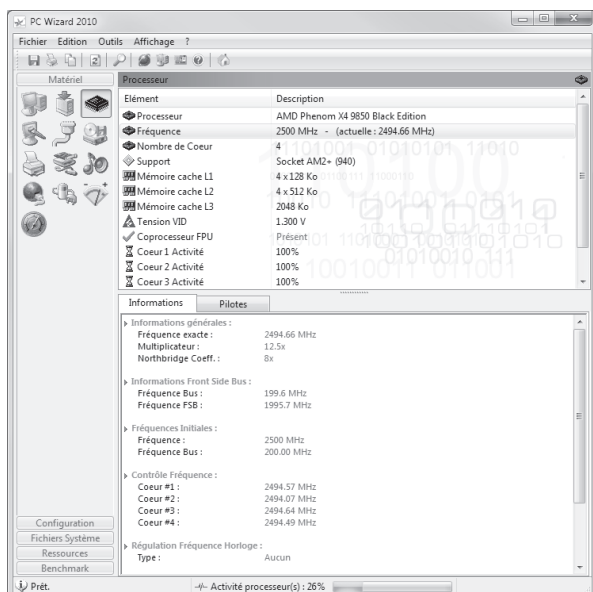 PC Wizard 2010
Fichier Edition Outils Affichage ?
Matériel
Processeur
Elément Description
Processeur AMD Phenom X4 9850 Black Edition
Fréquence 2500 MHz - (actuelle : 2494.66 MHz)
Nombre de Coeur 4
Support Socket AM2+ (940)
Mémoire cache L1 4 x 128 Ko
Mémoire cache L2 4 x 512 Ko
Mémoire cache L3 2048 Ko
Tension VID 1.300 V
Coprocesseur FPU Présent
Coeur 1 Activité 100%
Coeur 2 Activité 100%
Coeur 3 Activité 100%
Informations Pilotes
Informations générales :
Fréquence exacte : 2494.66 MHz
Multiplicateur : 12.5x
Northbridge Coeff. : 8x
Informations Front Side Bus :
Fréquence Bus : 199.6 MHz
Fréquence FSB : 1995.7 MHz
Fréquences Initiales :
Fréquence : 2500 MHz
Fréquence Bus : 200.00 MHz
Contrôle Fréquence :
Coeur #1 : 2494.57 MHz
Coeur #2 : 2494.07 MHz
Coeur #3 : 2494.64 MHz
Coeur #4 : 2494.49 MHz
Régulation Fréquence Horloge :
Type : Aucun
Configuration
Fichiers Système
Ressources
Benchmark
Prêt. Activité processeur(s) : 26%